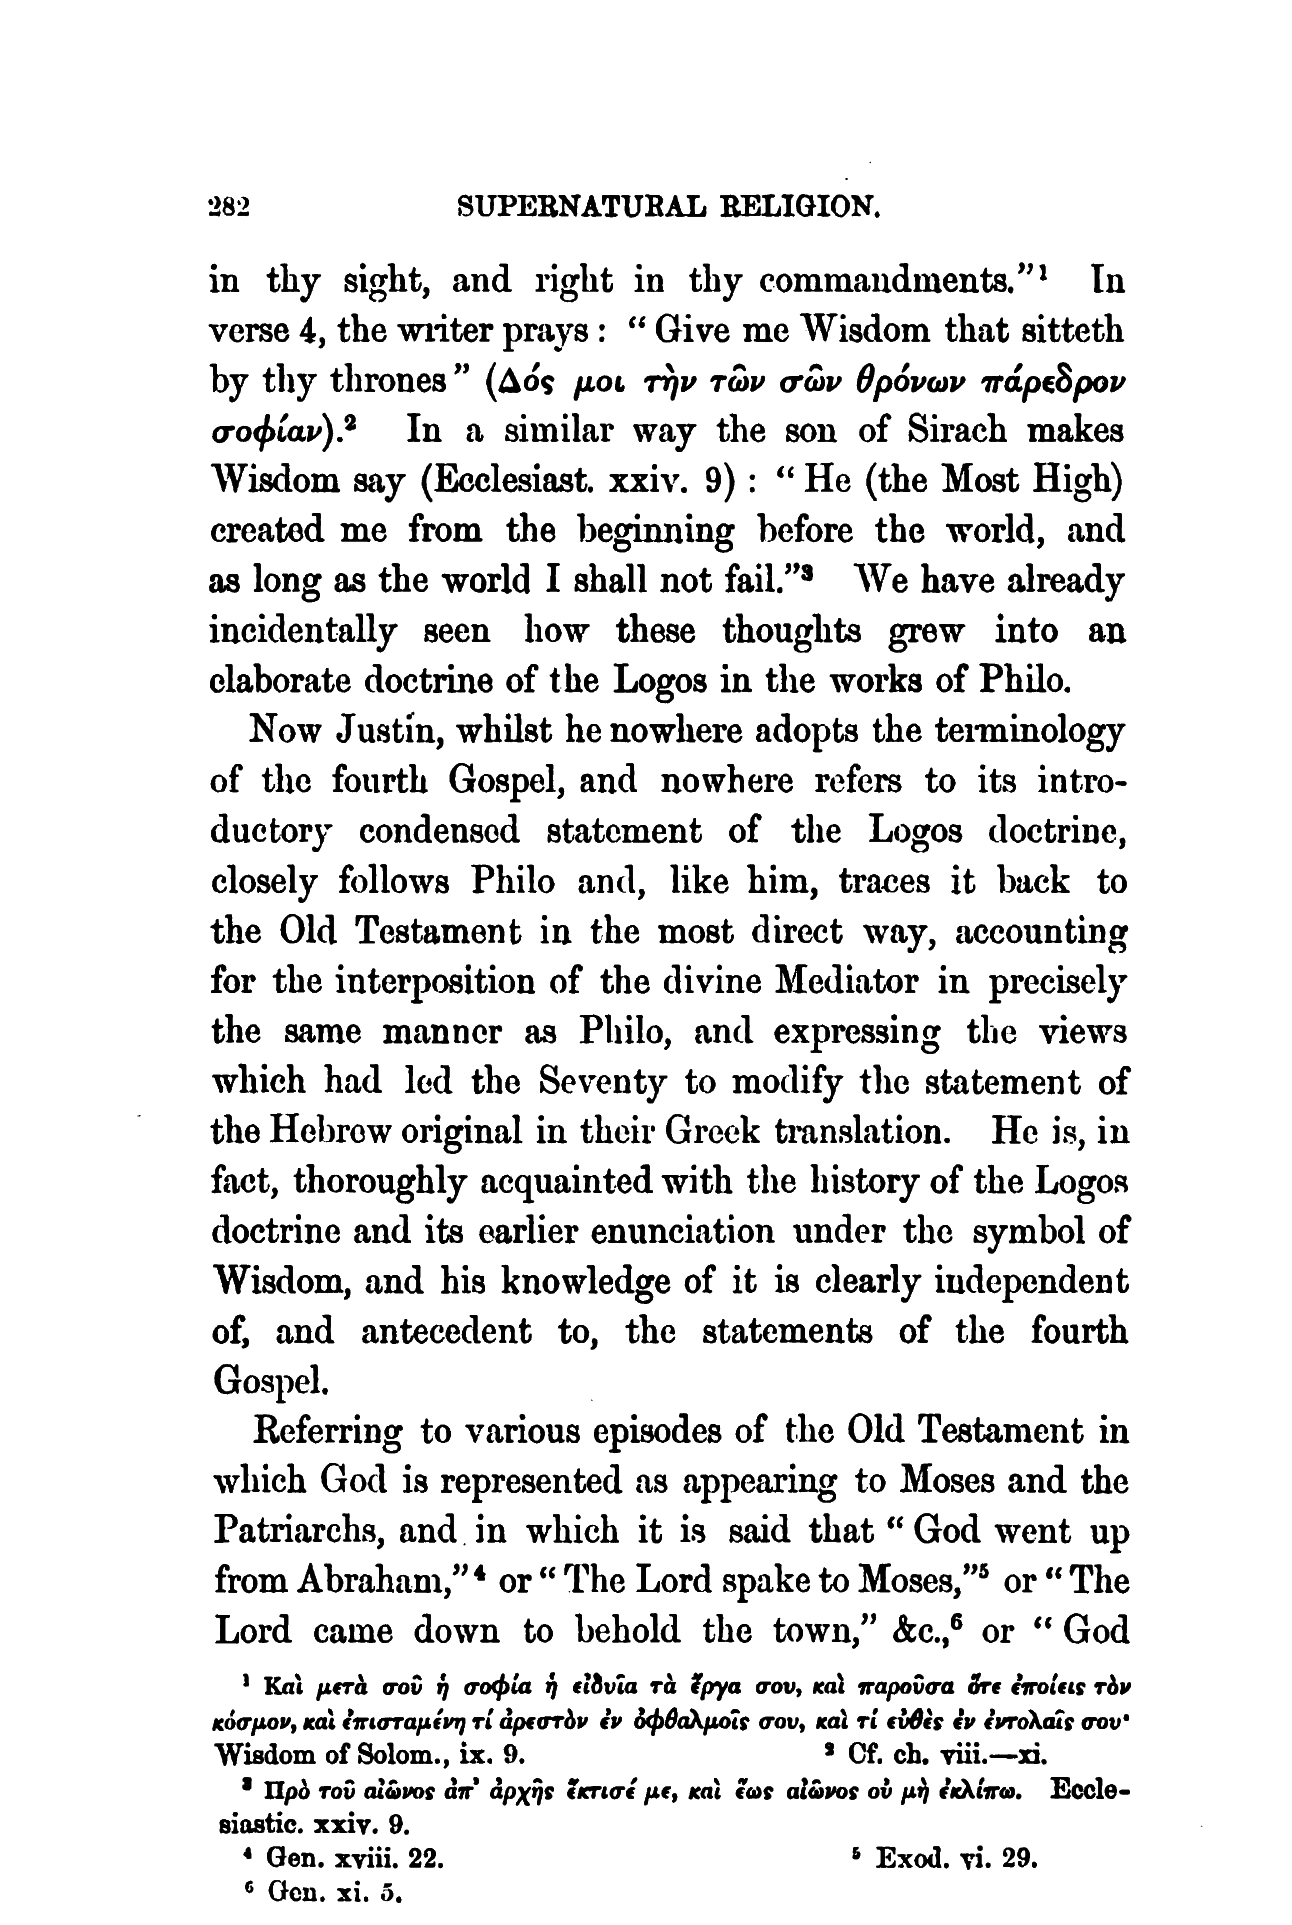 282 SUPERNATURAL RELIGION.
in thy sight, and right in thy commandments."¹ In
verse 4, the writer prays : " Give me Wisdom that sitteth
by thy thrones" (Δός μοι τὴν τῶν σῶν θρόνων πάρεδρον
σοφίαν).² In a similar way the son of Sirach makes
Wisdom say (Ecclesiast. xxiv. 9) : " He (the Most High)
created me from the beginning before the world, and
as long as the world I shall not fail."³ We have already
incidentally seen how these thoughts grew into an
elaborate doctrine of the Logos in the works of Philo.
Now Justin, whilst he nowhere adopts the terminology
of the fourth Gospel, and nowhere refers to its intro-
ductory condensed statement of the Logos doctrine,
closely follows Philo and, like him, traces it back to
the Old Testament in the most direct way, accounting
for the interposition of the divine Mediator in precisely
the same manner as Philo, and expressing the views
which had led the Seventy to modify the statement of
the Hebrew original in their Greek translation. He is, in
fact, thoroughly acquainted with the history of the Logos
doctrine and its earlier enunciation under the symbol of
Wisdom, and his knowledge of it is clearly independent
of, and antecedent to, the statements of the fourth
Gospel.
Referring to various episodes of the Old Testament in
which God is represented as appearing to Moses and the
Patriarchs, and in which it is said that " God went up
from Abraham,"⁴ or " The Lord spake to Moses,"⁵ or " The
Lord came down to behold the town," &c.,⁶ or " God
¹ Καὶ μετὰ σοῦ ἡ σοφία ἡ εἰδυῖα τὰ ἔργα σου, καὶ παροῦσα ὅτε ἐποίεις τὸν
κόσμον, καὶ ἐπισταμένη τί ἀρεστὸν ἐν ὀφθαλμοῖς σου, καὶ τί εὐθὲς ἐν ἐντολαῖς σου·
Wisdom of Solom., ix. 9. ² Cf. ch. viii.—xi.
³ Πρὸ τοῦ αἰῶνος ἀπ' ἀρχῆς ἔκτισέ με, καὶ ἕως αἰῶνος οὐ μὴ ἐκλίπω. Eccle-
siastic. xxiv. 9.
⁴ Gen. xviii. 22. ⁵ Exod. vi. 29.
⁶ Gen. xi. 5.